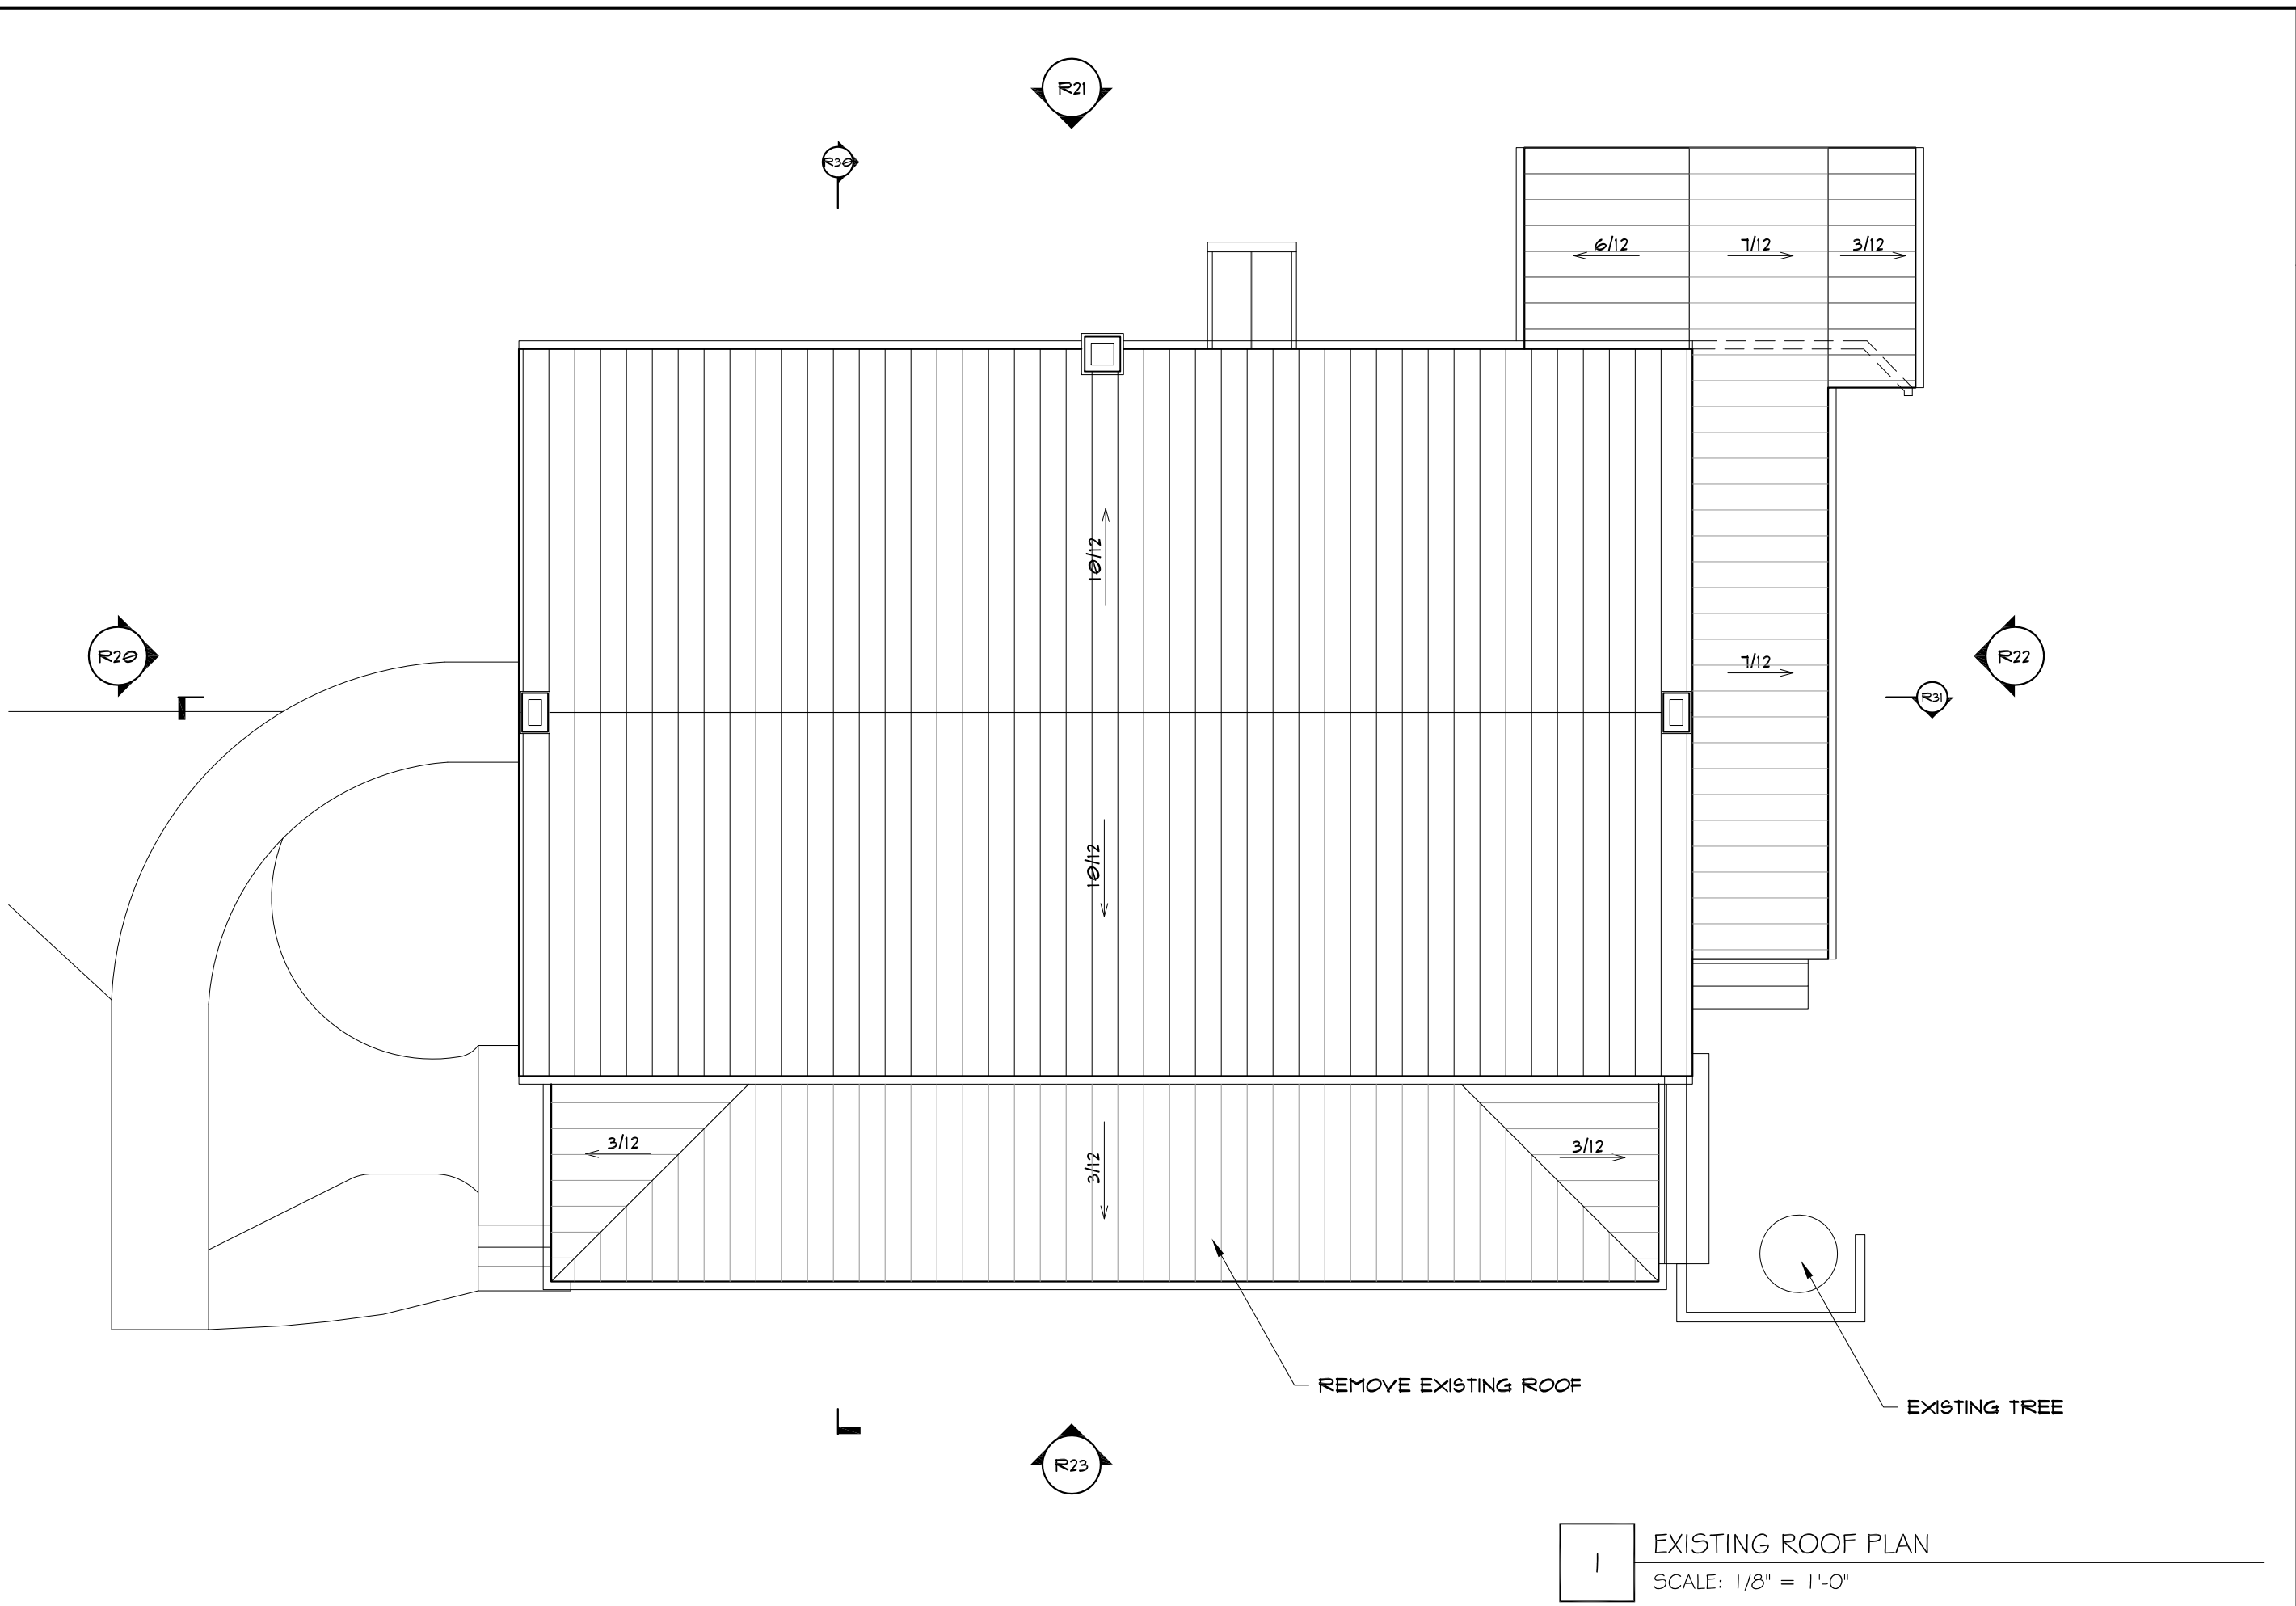 R21
R30
6/12 7/12 3/12
10/12
R20
7/12
R22
R31
10/12
3/12
3/12
3/12
REMOVE EXISTING ROOF
EXISTING TREE
R23
1
EXISTING ROOF PLAN
SCALE: 1/8" = 1'-0"